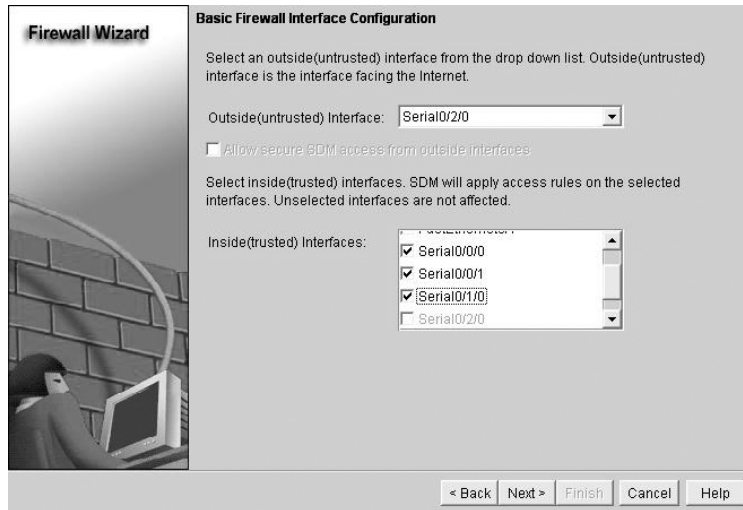 Firewall Wizard
Basic Firewall Interface Configuration
Select an outside(untrusted) interface from the drop down list. Outside(untrusted)
interface is the interface facing the Internet.
Outside(untrusted) Interface: Serial0/2/0
Allow secure SDM access from outside interfaces
Select inside(trusted) interfaces. SDM will apply access rules on the selected
interfaces. Unselected interfaces are not affected.
Inside(trusted) Interfaces:
Serial0/0/0
Serial0/0/1
Serial0/1/0
Serial0/2/0
< Back Next > Finish Cancel Help